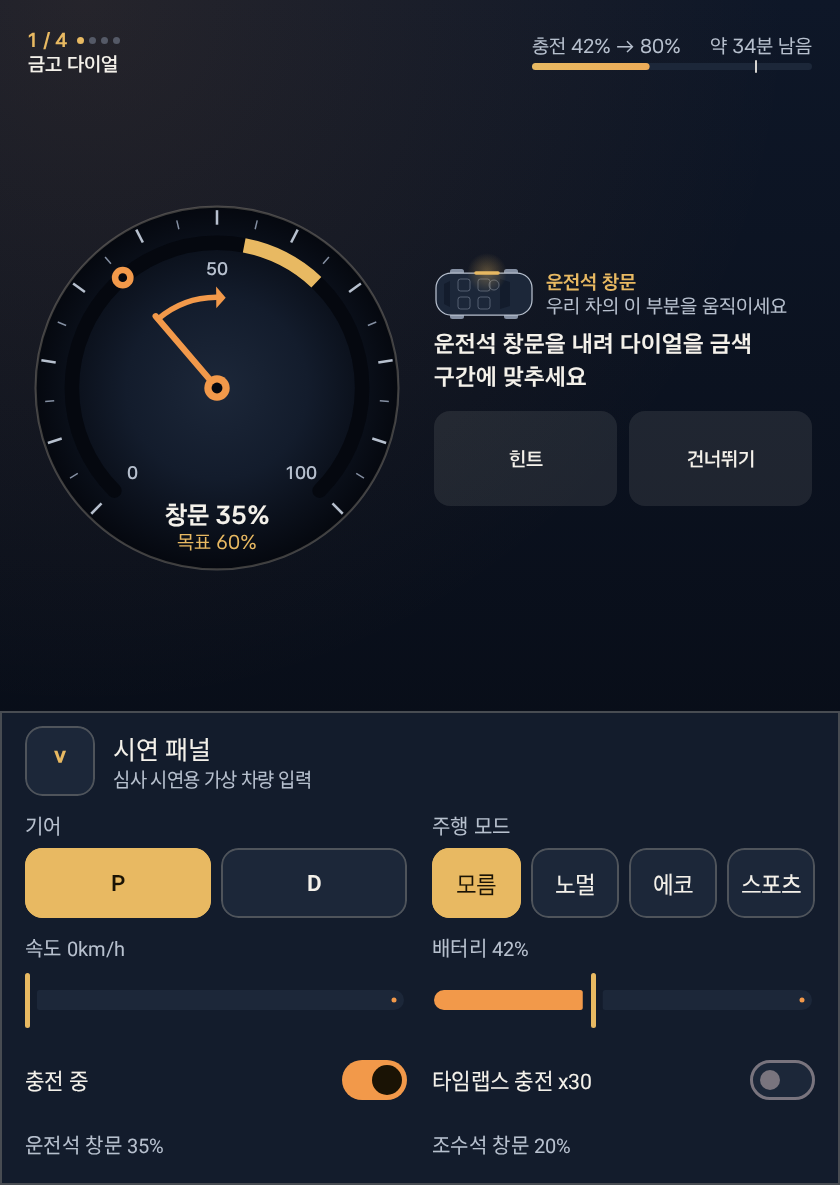 1 / 4
금고 다이얼
충전 42% → 80%
약 34분 남음
50
0
100
창문 35%
목표 60%
운전석 창문
우리 차의 이 부분을 움직이세요
운전석 창문을 내려 다이얼을 금색
구간에 맞추세요
힌트
건너뛰기
v
시연 패널
심사 시연용 가상 차량 입력
기어
주행 모드
P
D
모름
노멀
에코
스포츠
속도 0km/h
배터리 42%
충전 중
타임랩스 충전 x30
운전석 창문 35%
조수석 창문 20%